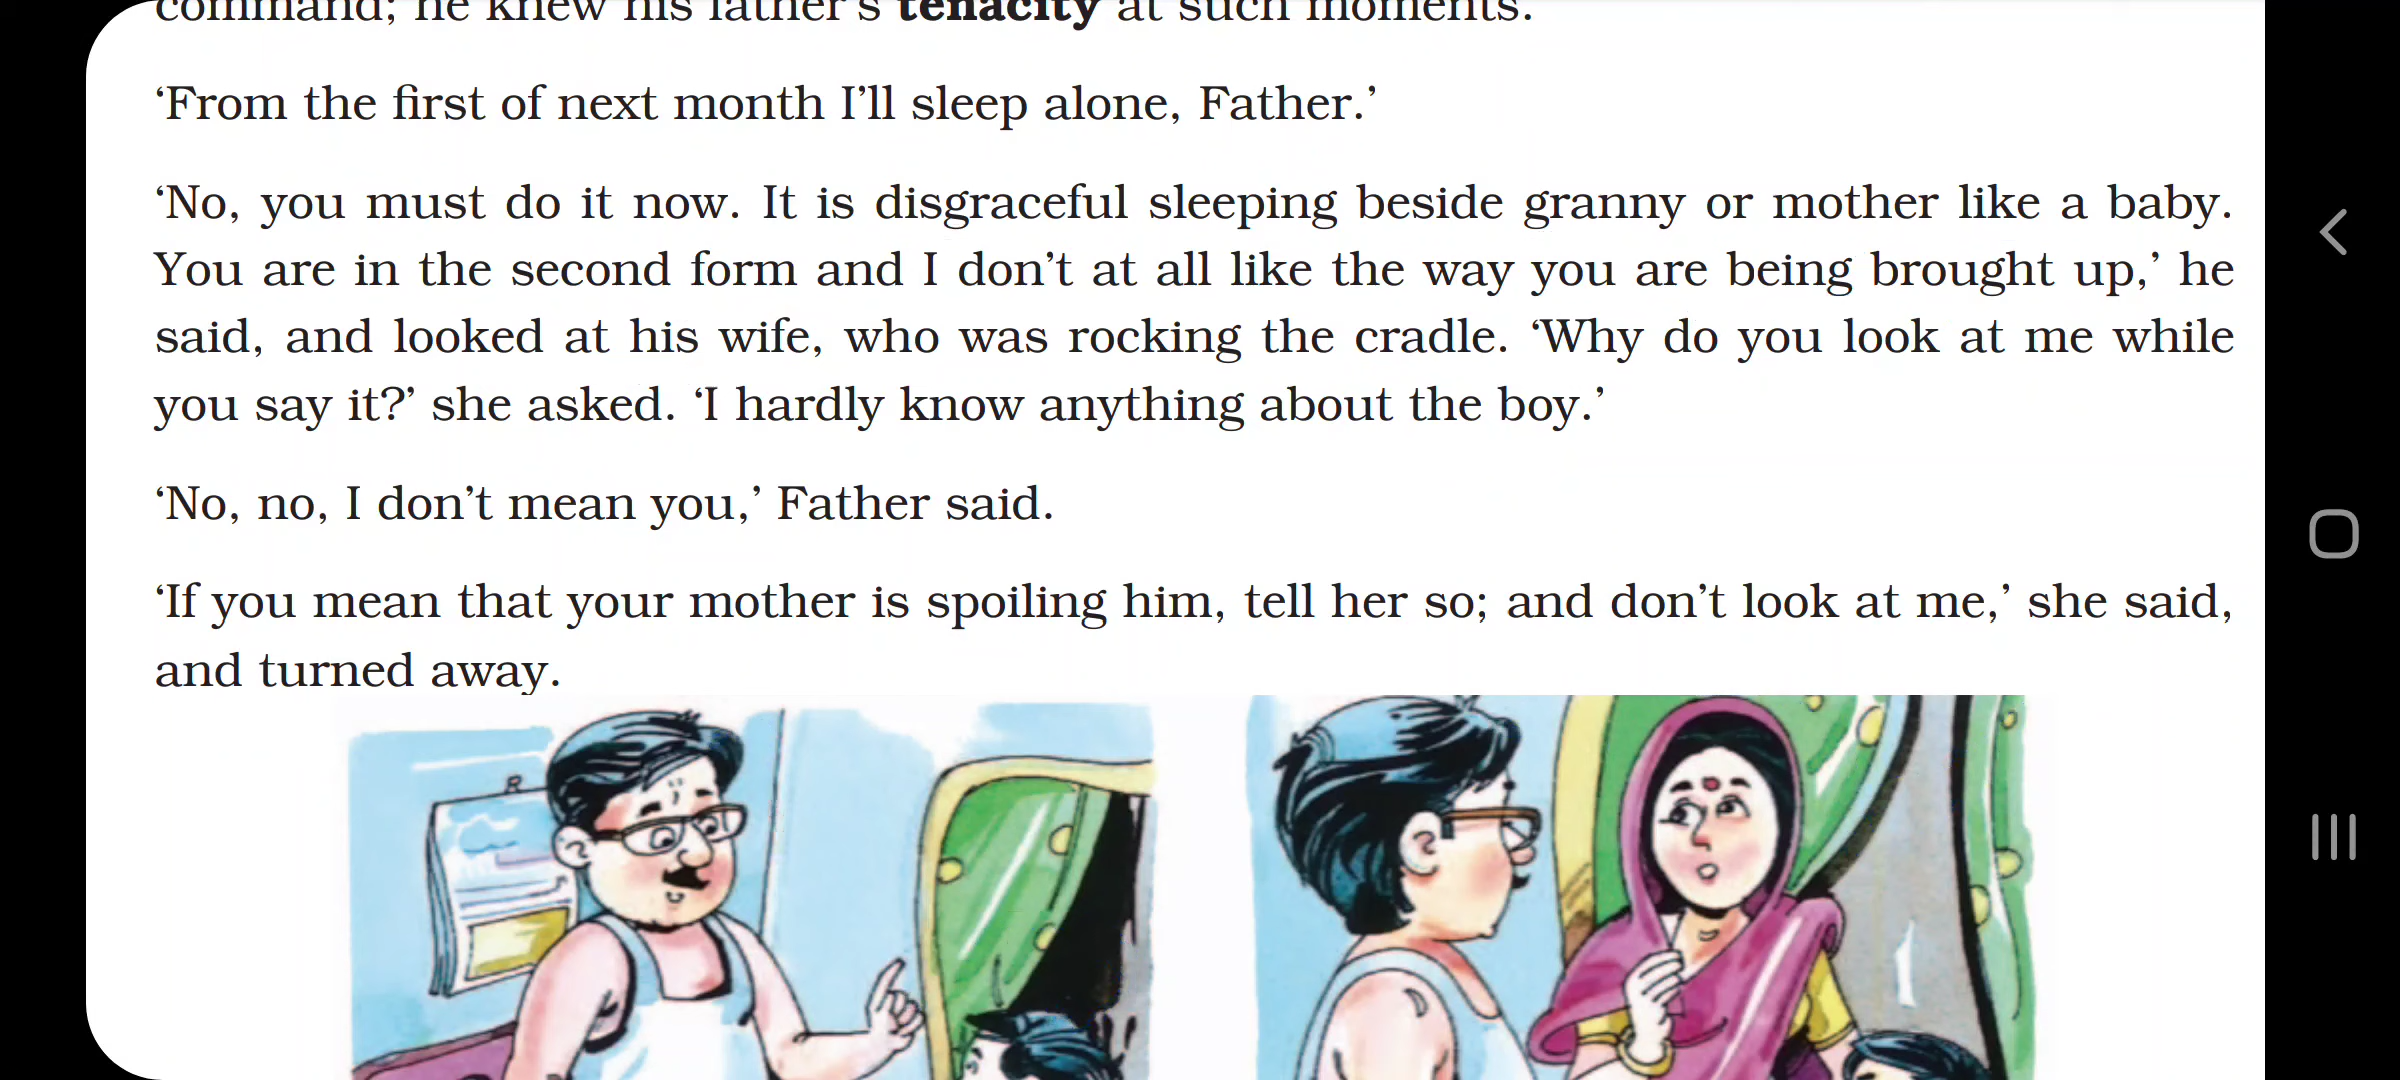 command; he knew his father's tenacity at such moments.
‘From the first of next month I’ll sleep alone, Father.’
‘No, you must do it now. It is disgraceful sleeping beside granny or mother like a baby.
You are in the second form and I don’t at all like the way you are being brought up,’ he
said, and looked at his wife, who was rocking the cradle. ‘Why do you look at me while
you say it?’ she asked. ‘I hardly know anything about the boy.’
‘No, no, I don’t mean you,’ Father said.
‘If you mean that your mother is spoiling him, tell her so; and don’t look at me,’ she said,
and turned away.